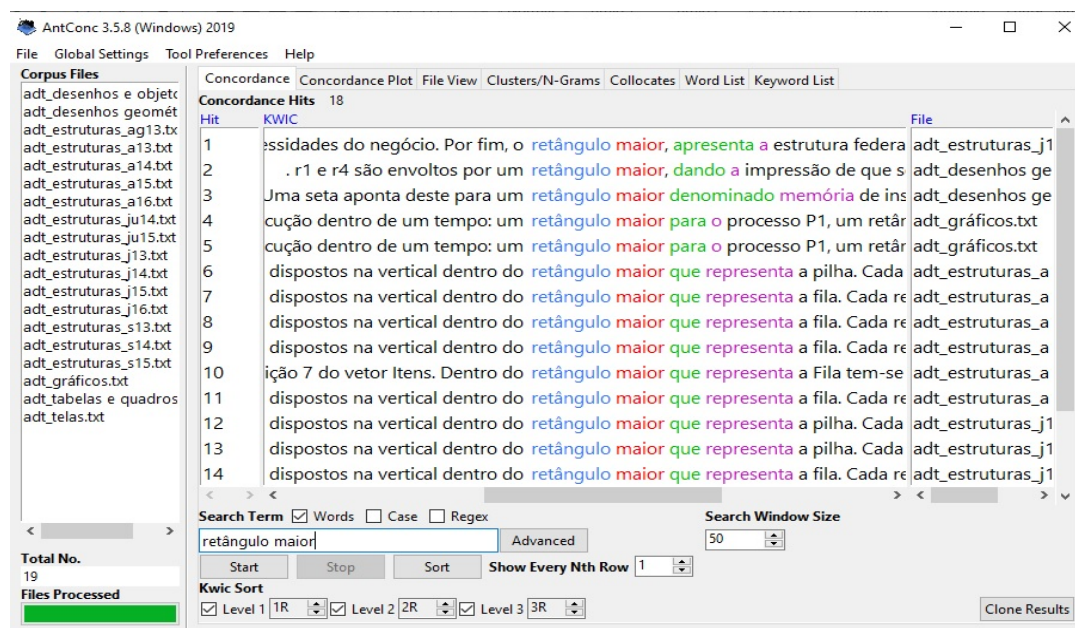 AntConc 3.5.8 (Windows) 2019
File Global Settings Tool Preferences Help
Corpus Files
adt_desenhos e objeto
adt_desenhos geomét
adt_estruturas_ag13.tx
adt_estruturas_a13.txt
adt_estruturas_a14.txt
adt_estruturas_a15.txt
adt_estruturas_a16.txt
adt_estruturas_ju14.txt
adt_estruturas_ju15.txt
adt_estruturas_j13.txt
adt_estruturas_j14.txt
adt_estruturas_j15.txt
adt_estruturas_j16.txt
adt_estruturas_s13.txt
adt_estruturas_s14.txt
adt_estruturas_s15.txt
adt_gráficos.txt
adt_tabelas e quadros
adt_telas.txt
Total No.
19
Files Processed
Concordance Concordance Plot File View Clusters/N-Grams Collocates Word List Keyword List
Concordance Hits 18
Hit KWIC File
1 essidades do negócio. Por fim, o retângulo maior, apresenta a estrutura federa adt_estruturas_j1
2 . r1 e r4 são envoltos por um retângulo maior, dando a impressão de que s adt_desenhos ge
3 Uma seta aponta deste para um retângulo maior denominado memória de ins adt_desenhos ge
4 cução dentro de um tempo: um retângulo maior para o processo P1, um retâr adt_gráficos.txt
5 cução dentro de um tempo: um retângulo maior para o processo P1, um retâr adt_gráficos.txt
6 dispostos na vertical dentro do retângulo maior que representa a pilha. Cada adt_estruturas_a
7 dispostos na vertical dentro do retângulo maior que representa a fila. Cada re adt_estruturas_a
8 dispostos na vertical dentro do retângulo maior que representa a fila. Cada re adt_estruturas_a
9 dispostos na vertical dentro do retângulo maior que representa a fila. Cada re adt_estruturas_a
10 ição 7 do vetor Itens. Dentro do retângulo maior que representa a Fila tem-se adt_estruturas_a
11 dispostos na vertical dentro do retângulo maior que representa a fila. Cada re adt_estruturas_a
12 dispostos na vertical dentro do retângulo maior que representa a pilha. Cada adt_estruturas_j1
13 dispostos na vertical dentro do retângulo maior que representa a pilha. Cada adt_estruturas_j1
14 dispostos na vertical dentro do retângulo maior que representa a fila. Cada re adt_estruturas_j1
Search Term Words Case Regex Search Window Size
retângulo maior Advanced 50
Start Stop Sort Show Every Nth Row 1
Kwic Sort
Level 1 1R Level 2 2R Level 3 3R Clone Results